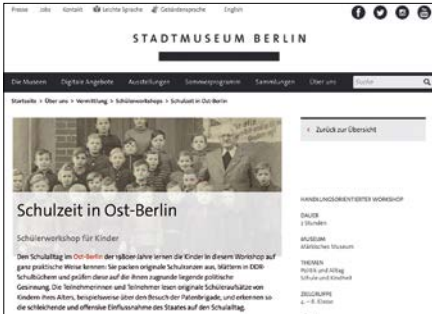 Presse Jobs Kontakt Leichte Sprache Gebärdensprache English
STADTMUSEUM BERLIN
Die Museen Digitale Angebote Ausstellungen Sommerprogramm Sammlungen Über uns Suche
Startseite > Über uns > Vermittlung > Schülerworkshops > Schulzeit in Ost-Berlin
< Zurück zur Übersicht
Schulzeit in Ost-Berlin
Schülerworkshop für Kinder
Den Schulalltag im Ost-Berlin der 1980er-Jahre lernen die Kinder in diesem Workshop auf
ganz praktische Weise kennen: Sie packen originale Schulranzen aus, blättern in DDR-
Schulbüchern und prüfen diese auf die ihnen zugrunde liegende politische
Gesinnung. Die Teilnehmerinnen und Teilnehmer lesen originale Schüleraufsätze von
Kindern ihres Alters, beispielsweise über den Besuch der Patenbrigade, und erkennen so
die schleichende und offensive Einflussnahme des Staates auf den Schulalltag.
HANDLUNGSORIENTIERTER WORKSHOP
DAUER
2 Stunden
MUSEUM
Märkisches Museum
THEMEN
Politik und Alltag
Schule und Kindheit
ZIELGRUPPE
4. – 8. Klasse